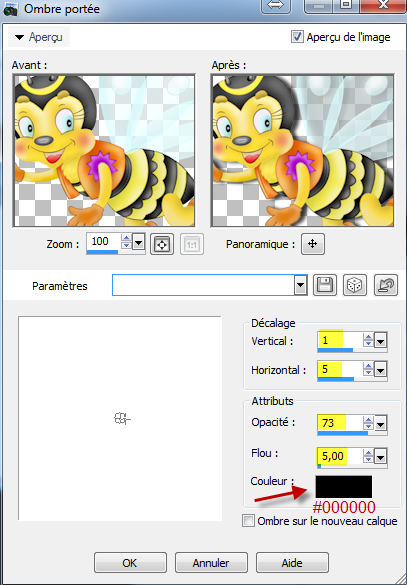 Ombre portée
Aperçu
Aperçu de l'image
Avant :
Après :
Zoom : 100
1:1
Panoramique :
Paramètres
Décalage
Vertical : 1
Horizontal : 5
Attributs
Opacité : 73
Flou : 5,00
Couleur :
#000000
Ombre sur le nouveau calque
OK
Annuler
Aide